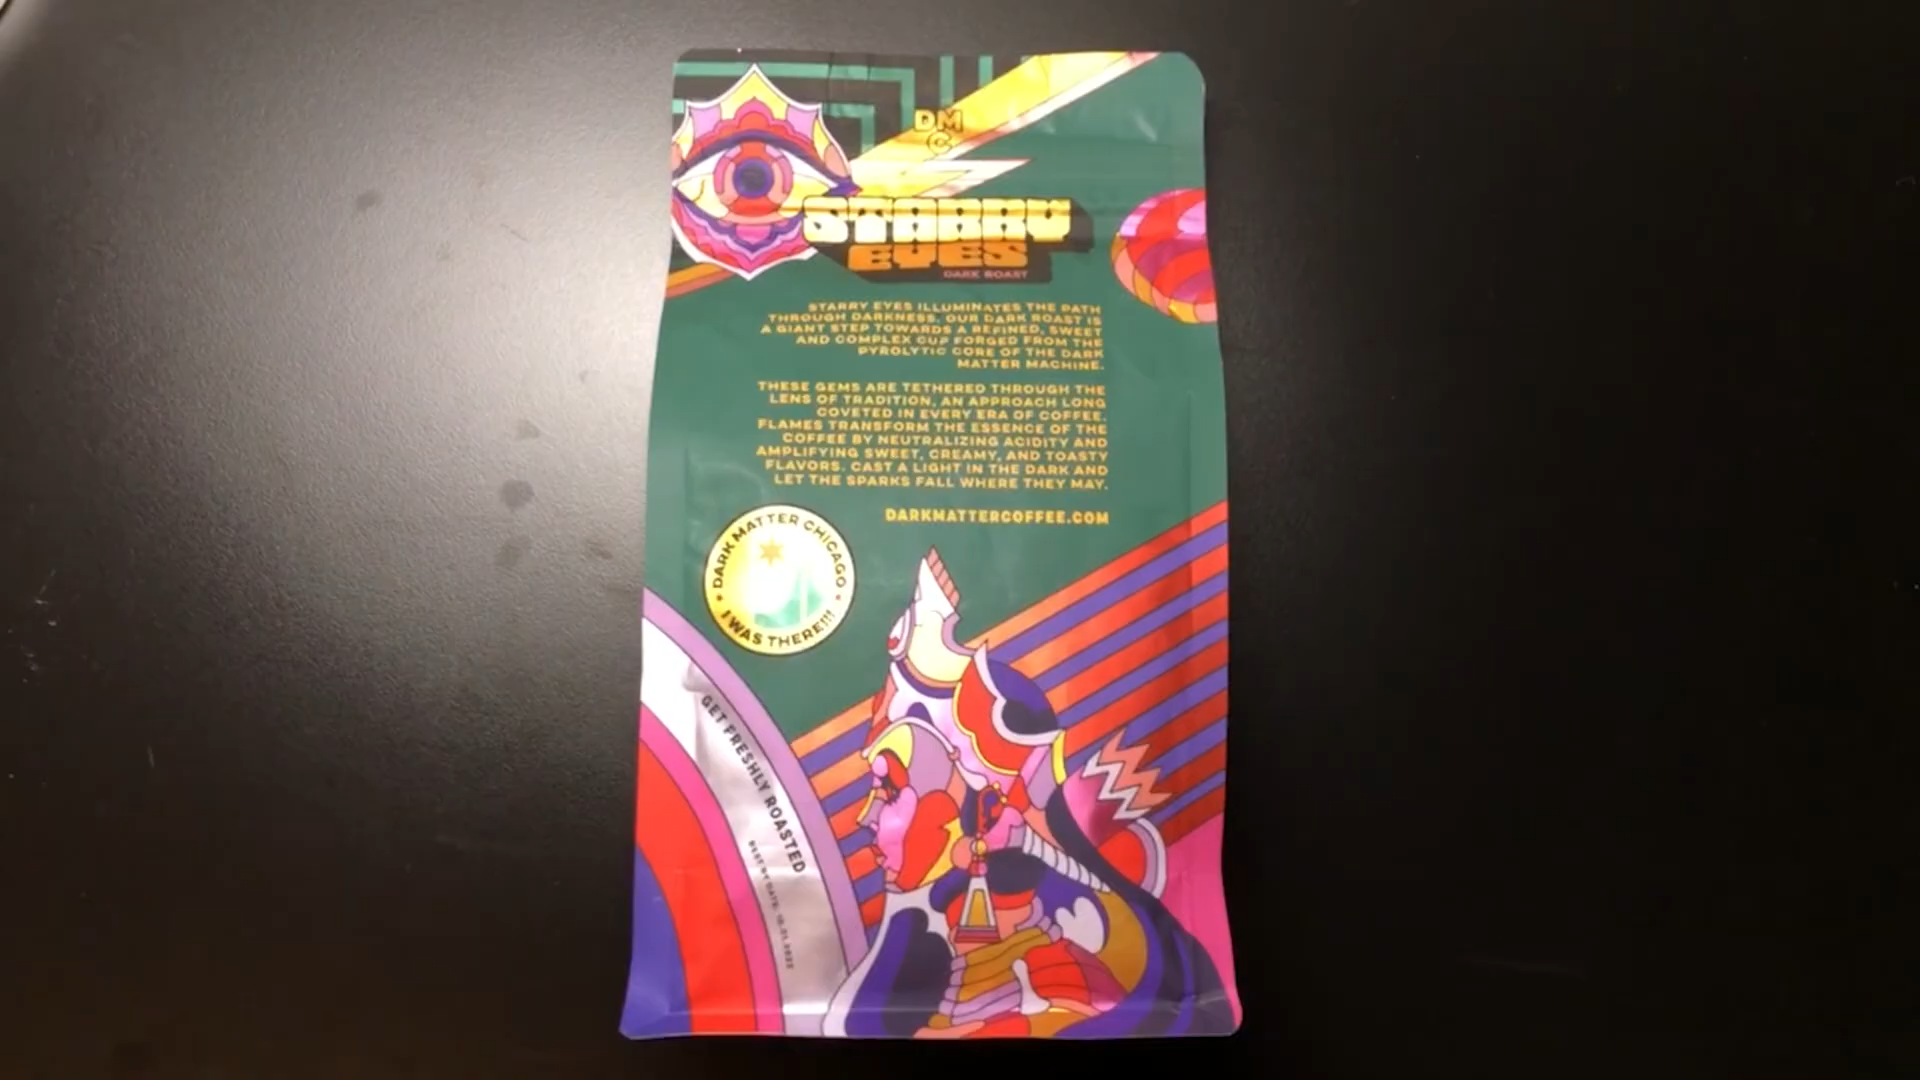 DM
C
STARRY
EYES
DARK ROAST
STARRY EYES ILLUMINATES THE PATH
THROUGH DARKNESS. OUR DARK ROAST IS
A GIANT STEP TOWARDS A REFINED, SWEET
AND COMPLEX CUP FORGED FROM THE
PYROLYTIC CORE OF THE DARK
MATTER MACHINE.
THESE GEMS ARE TETHERED THROUGH THE
LENS OF TRADITION, AN APPROACH LONG
COVETED IN EVERY ERA OF COFFEE.
FLAMES TRANSFORM THE ESSENCE OF THE
COFFEE BY NEUTRALIZING ACIDITY AND
AMPLIFYING SWEET, CREAMY, AND TOASTY
FLAVORS. CAST A LIGHT IN THE DARK AND
LET THE SPARKS FALL WHERE THEY MAY.
DARKMATTERCOFFEE.COM
DARK MATTER CHICAGO
I WAS THERE!!!
GET FRESHLY ROASTED
BEST BY DATE: